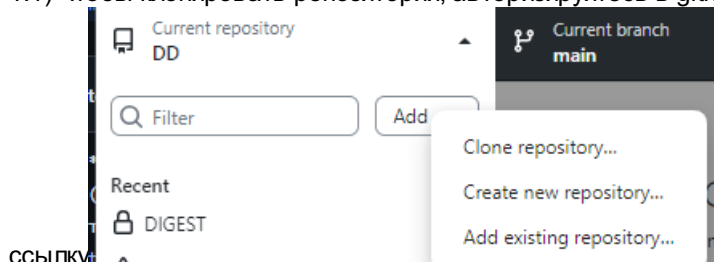 Current repository
DD
Current branch
main
Filter
Add
Clone repository...
Recent
Create new repository...
DIGEST
Add existing repository...
ссылку